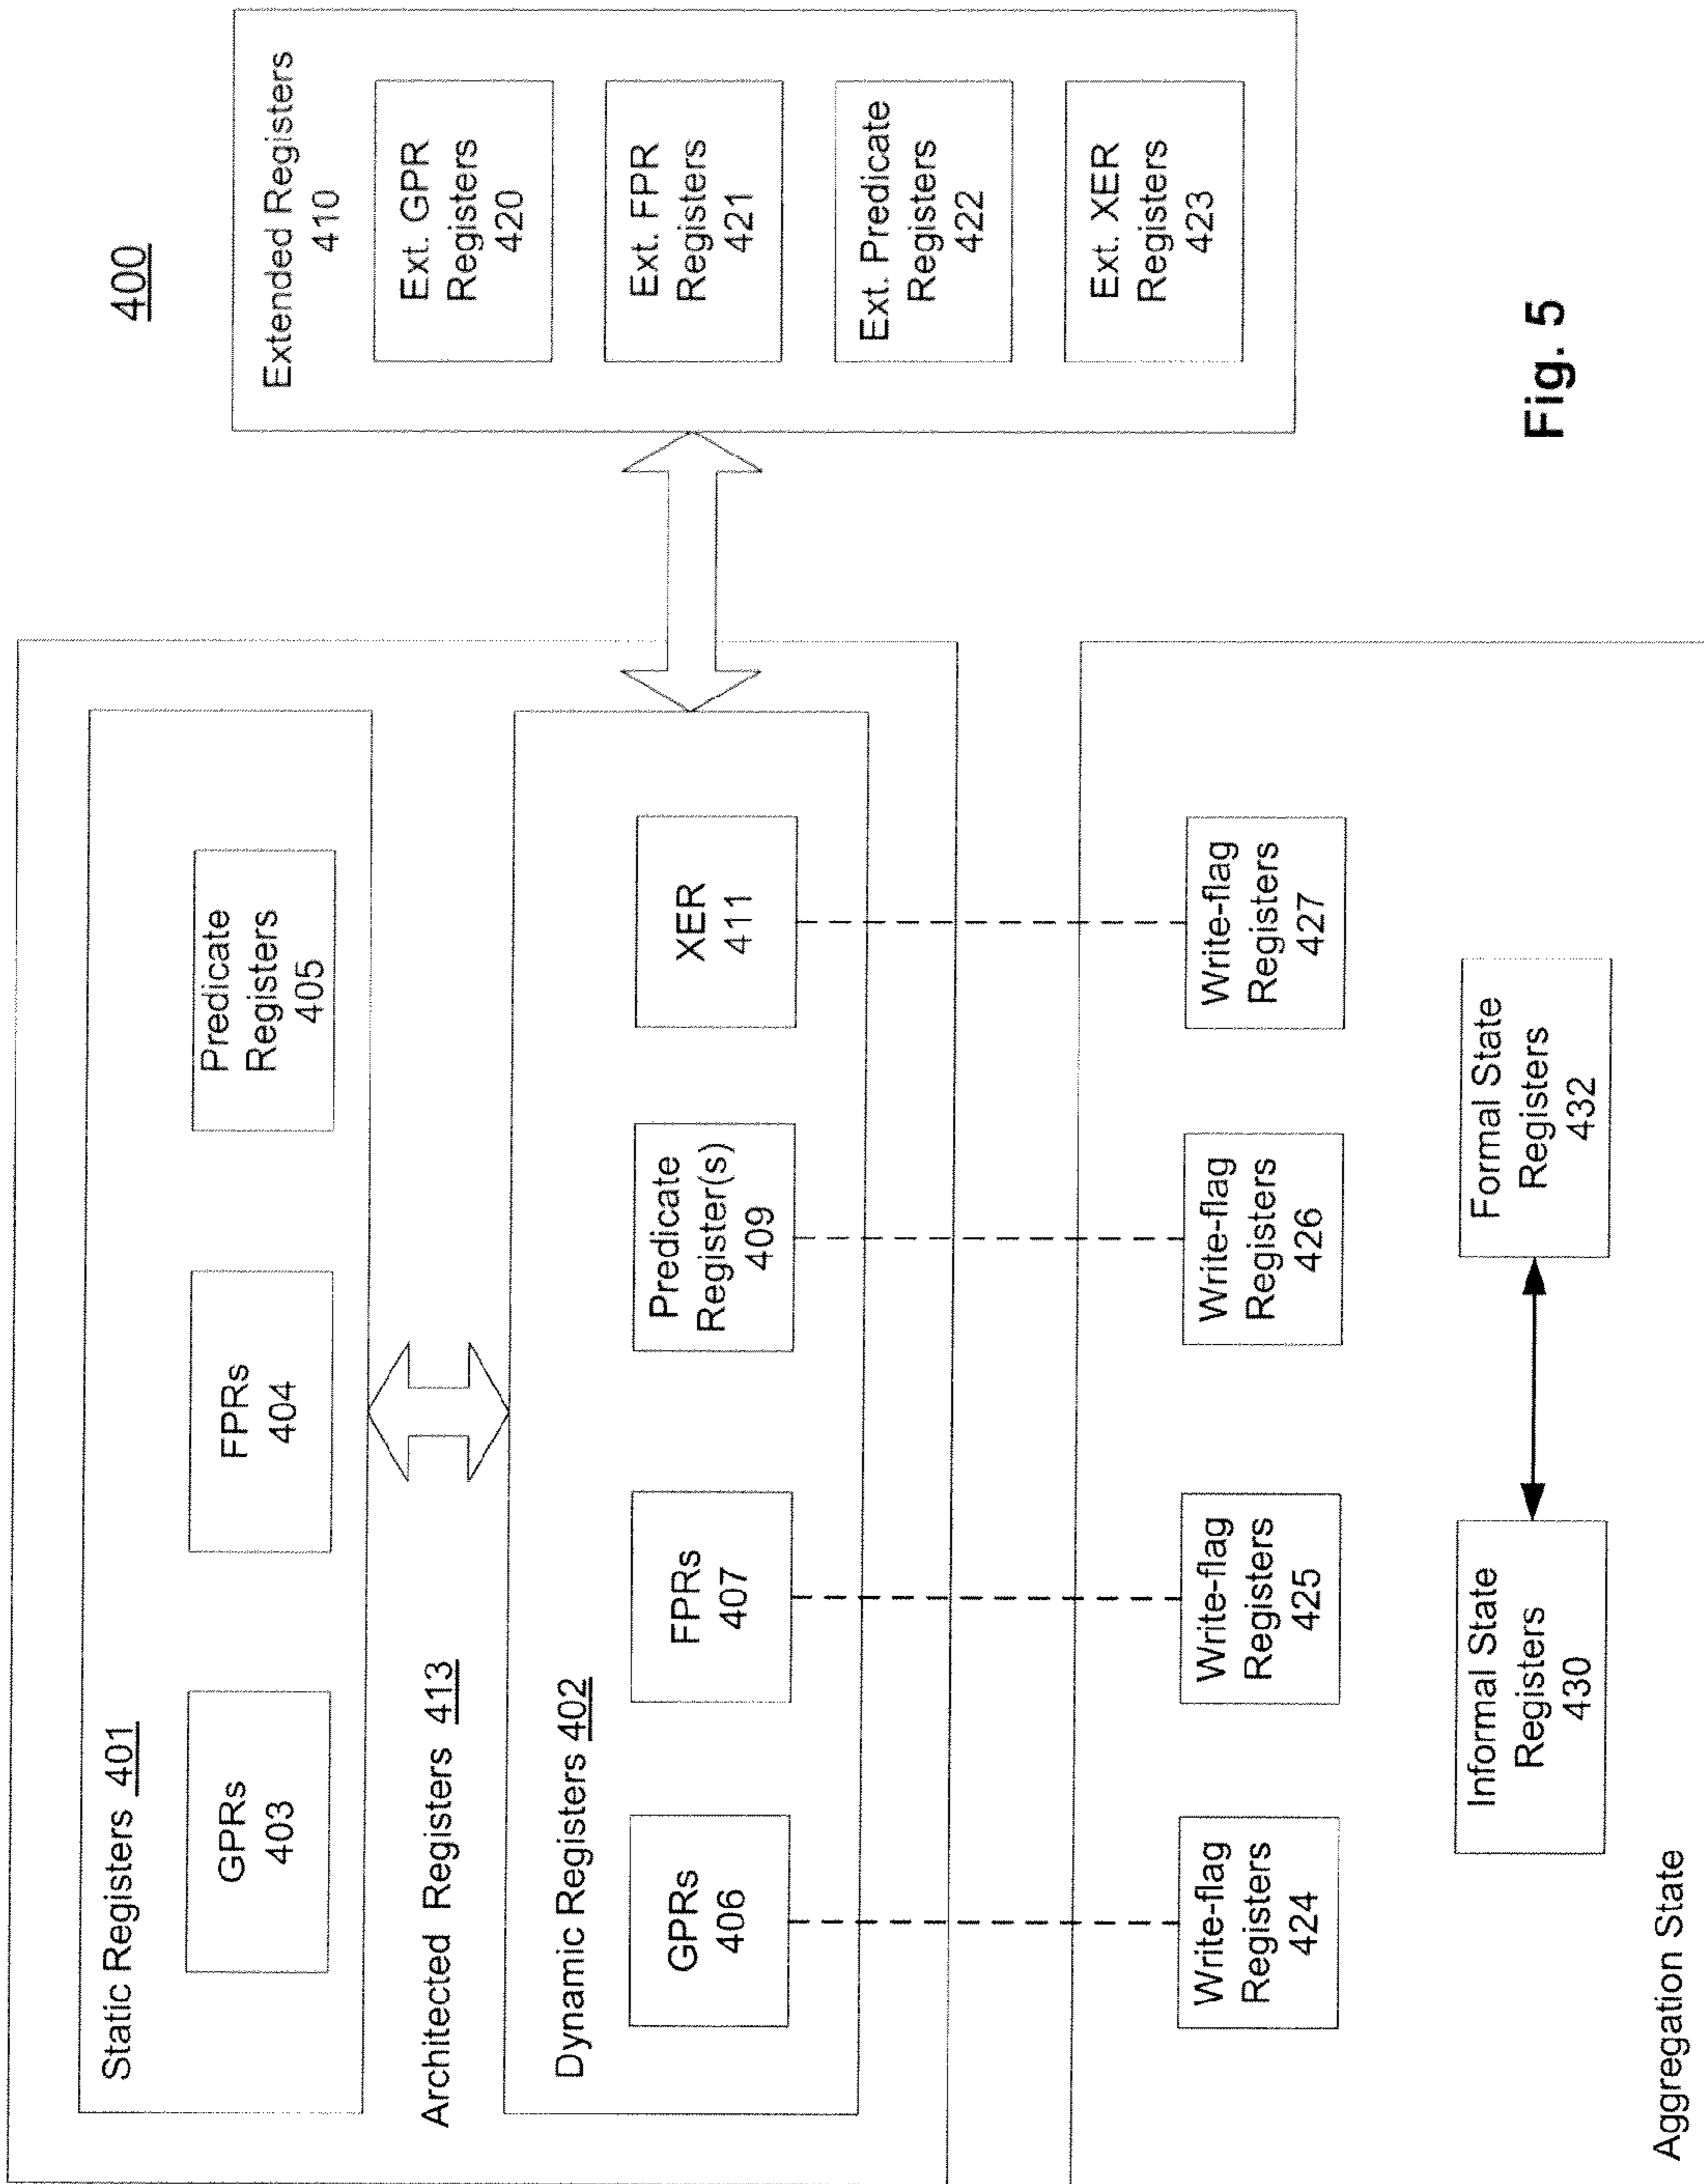 400
Static Registers 401
GPRs
403
FPRs
404
Predicate
Registers
405
Architected Registers 413
Dynamic Registers 402
GPRs
406
FPRs
407
Predicate
Register(s)
409
XER
411
Extended Registers
410
Ext. GPR
Registers
420
Ext. FPR
Registers
421
Ext. Predicate
Registers
422
Ext. XER
Registers
423
Write-flag
Registers
424
Write-flag
Registers
425
Write-flag
Registers
426
Write-flag
Registers
427
Informal State
Registers
430
Formal State
Registers
432
Aggregation State
Fig. 5